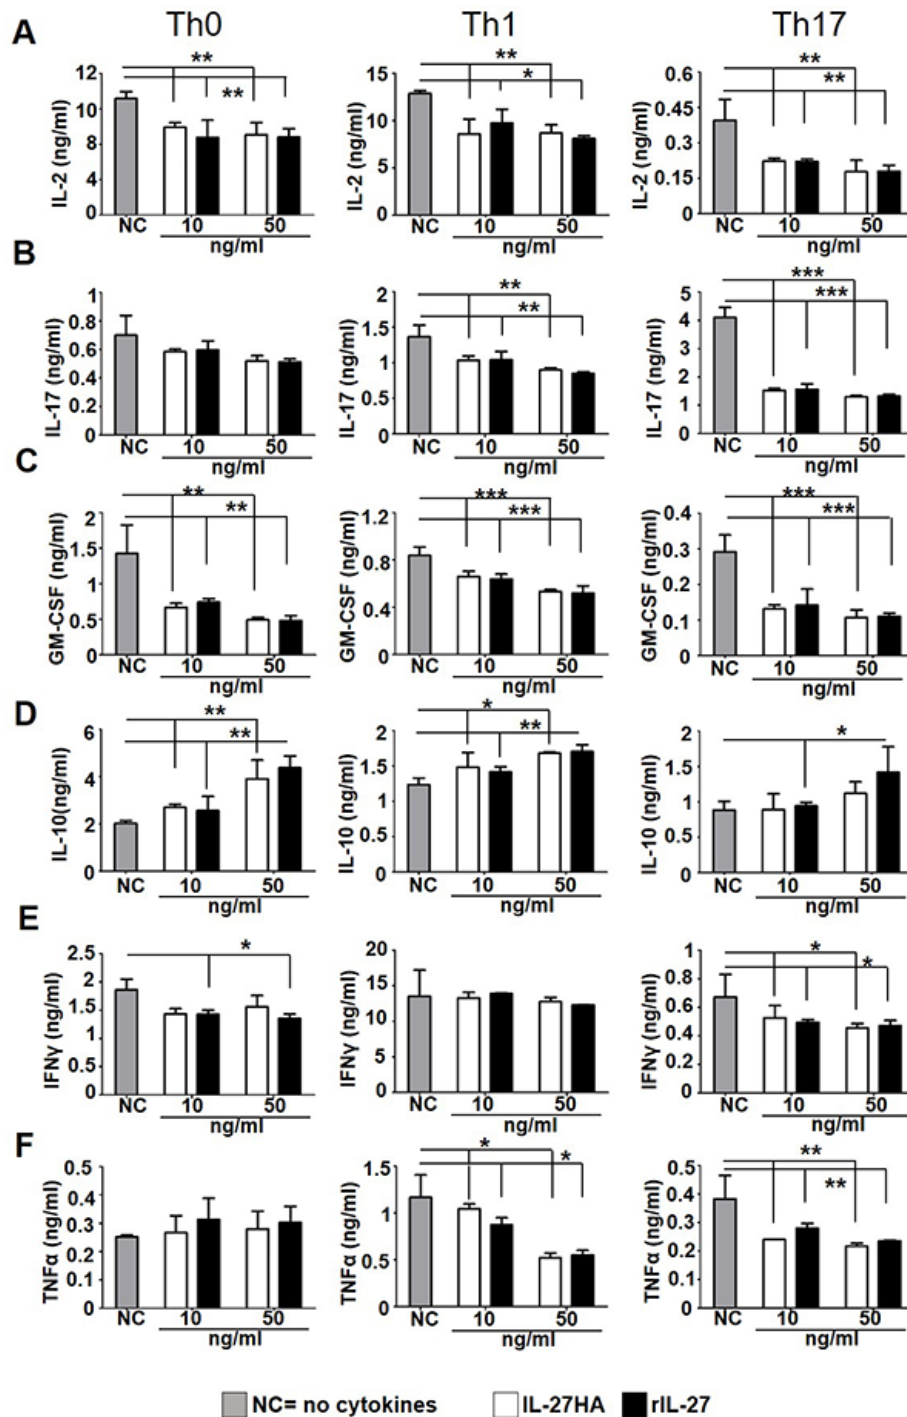 Th0 Th1 Th17
A
IL-2 (ng/ml)
12
8
0
**
**
NC 10 50
ng/ml
IL-2 (ng/ml)
15
10
5
0
**
*
NC 10 50
ng/ml
IL-2 (ng/ml)
0.6
0.45
0.3
0.15
0
**
**
NC 10 50
ng/ml
B
IL-17 (ng/ml)
1
0.8
0.6
0.4
0.2
0
NC 10 50
ng/ml
IL-17 (ng/ml)
2
1.5
1
0.5
0
**
**
NC 10 50
ng/ml
IL-17 (ng/ml)
5
4
3
2
1
0
***
***
NC 10 50
ng/ml
C
GM-CSF (ng/ml)
2
1.5
1
0.5
0
**
**
NC 10 50
ng/ml
GM-CSF (ng/ml)
1.2
0.8
0.4
0
***
***
NC 10 50
ng/ml
GM-CSF (ng/ml)
0.4
0.3
0.2
0.1
0
***
***
NC 10 50
ng/ml
D
IL-10(ng/ml)
6
4
2
0
**
**
NC 10 50
ng/ml
IL-10 (ng/ml)
2
1.5
1
0.5
0
*
**
NC 10 50
ng/ml
IL-10 (ng/ml)
2
1.5
1
0.5
0
*
NC 10 50
ng/ml
E
IFNγ (ng/ml)
2.5
2
1.5
1
0.5
0
*
NC 10 50
ng/ml
IFNγ (ng/ml)
20
15
10
5
0
NC 10 50
ng/ml
IFNγ (ng/ml)
1
0.8
0.6
0.4
0.2
0
*
*
NC 10 50
ng/ml
F
TNFα (ng/ml)
0.5
0.4
0.3
0.2
0.1
0
NC 10 50
ng/ml
TNFα (ng/ml)
1.5
1
0.5
0
*
*
NC 10 50
ng/ml
TNFα (ng/ml)
0.5
0.4
0.3
0.2
0.1
0
**
**
NC 10 50
ng/ml
NC= no cytokines IL-27HA rIL-27